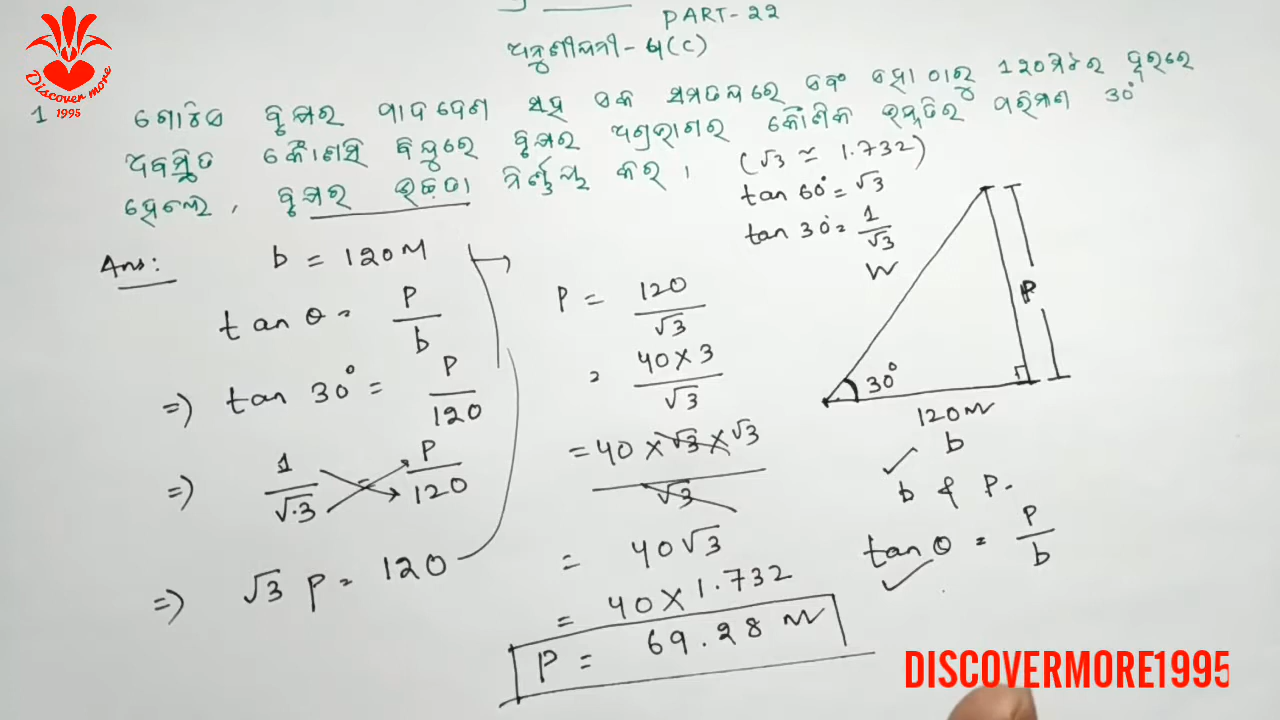 PART-22
ଅନୁଶୀଳନୀ-4(c)
1 ଗୋଟିଏ ବୃକ୍ଷର ପାଦଦେଶ ସହ ଏକ ସମତଳରେ ଏବଂ ତା ଠାରୁ 120ମିଟର ଦୂରରେ
ଅବସ୍ଥିତ କୌଣସି ବିନ୍ଦୁରେ ବୃକ୍ଷର ଅଗ୍ରଭାଗର କୌଣିକ ଉନ୍ନତିର ପରିମାଣ 30°
ହେଲେ, ବୃକ୍ଷର ଉଚ୍ଚତା ନିର୍ଣ୍ଣୟ କର। (√3 ≃ 1.732)
tan 60° = √3
tan 30° = 1/√3
Ans:
b = 120M
tan θ = P/b
=) tan 30° = P/120
=) 1/√3 = P/120
=) √3 P = 120
P = 120/√3
= 40×3/√3
= 40×√3×√3/√3
= 40√3
= 40×1.732
P = 69.28 m
P
30°
120m
b
b & P.
tan θ = P/b
Discover more
1995
DISCOVERMORE1995